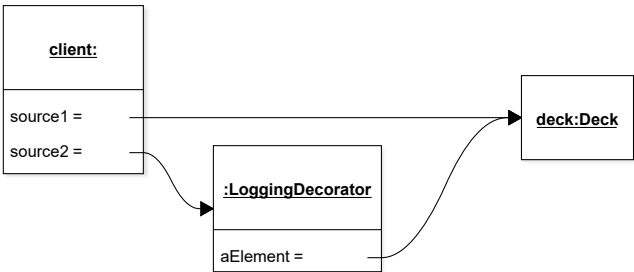 client:
source1 =
source2 =
deck:Deck
:LoggingDecorator
aElement =